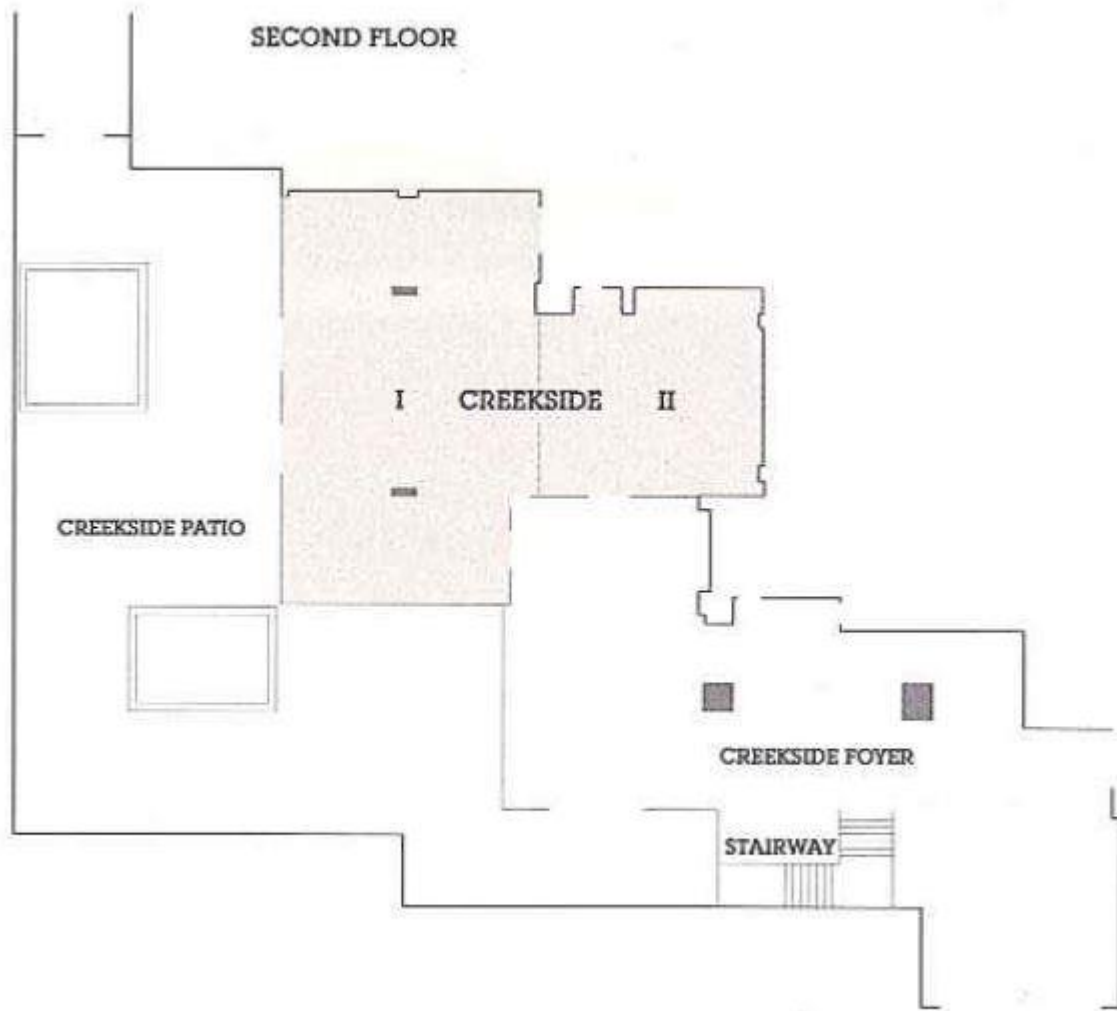 SECOND FLOOR
I CREEKSIDE II
CREEKSIDE PATIO
CREEKSIDE FOYER
STAIRWAY